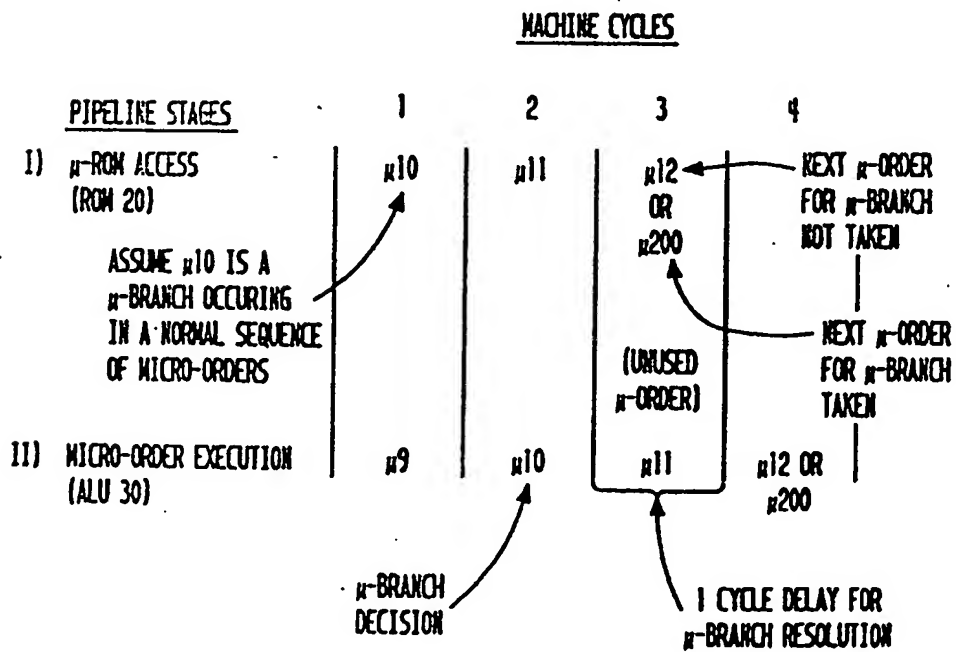 MACHINE CYCLES
PIPELINE STAGES 1 2 3 4
I) µ-ROM ACCESS µ10 µ11 µ12 NEXT µ-ORDER
(ROM 20) OR FOR µ-BRANCH
µ200 NOT TAKEN
ASSUME µ10 IS A
µ-BRANCH OCCURING
IN A NORMAL SEQUENCE NEXT µ-ORDER
OF MICRO-ORDERS (UNUSED FOR µ-BRANCH
µ-ORDER) TAKEN
II) MICRO-ORDER EXECUTION µ9 µ10 µ11 µ12 OR
(ALU 30) µ200
µ-BRANCH
DECISION
1 CYCLE DELAY FOR
µ-BRANCH RESOLUTION